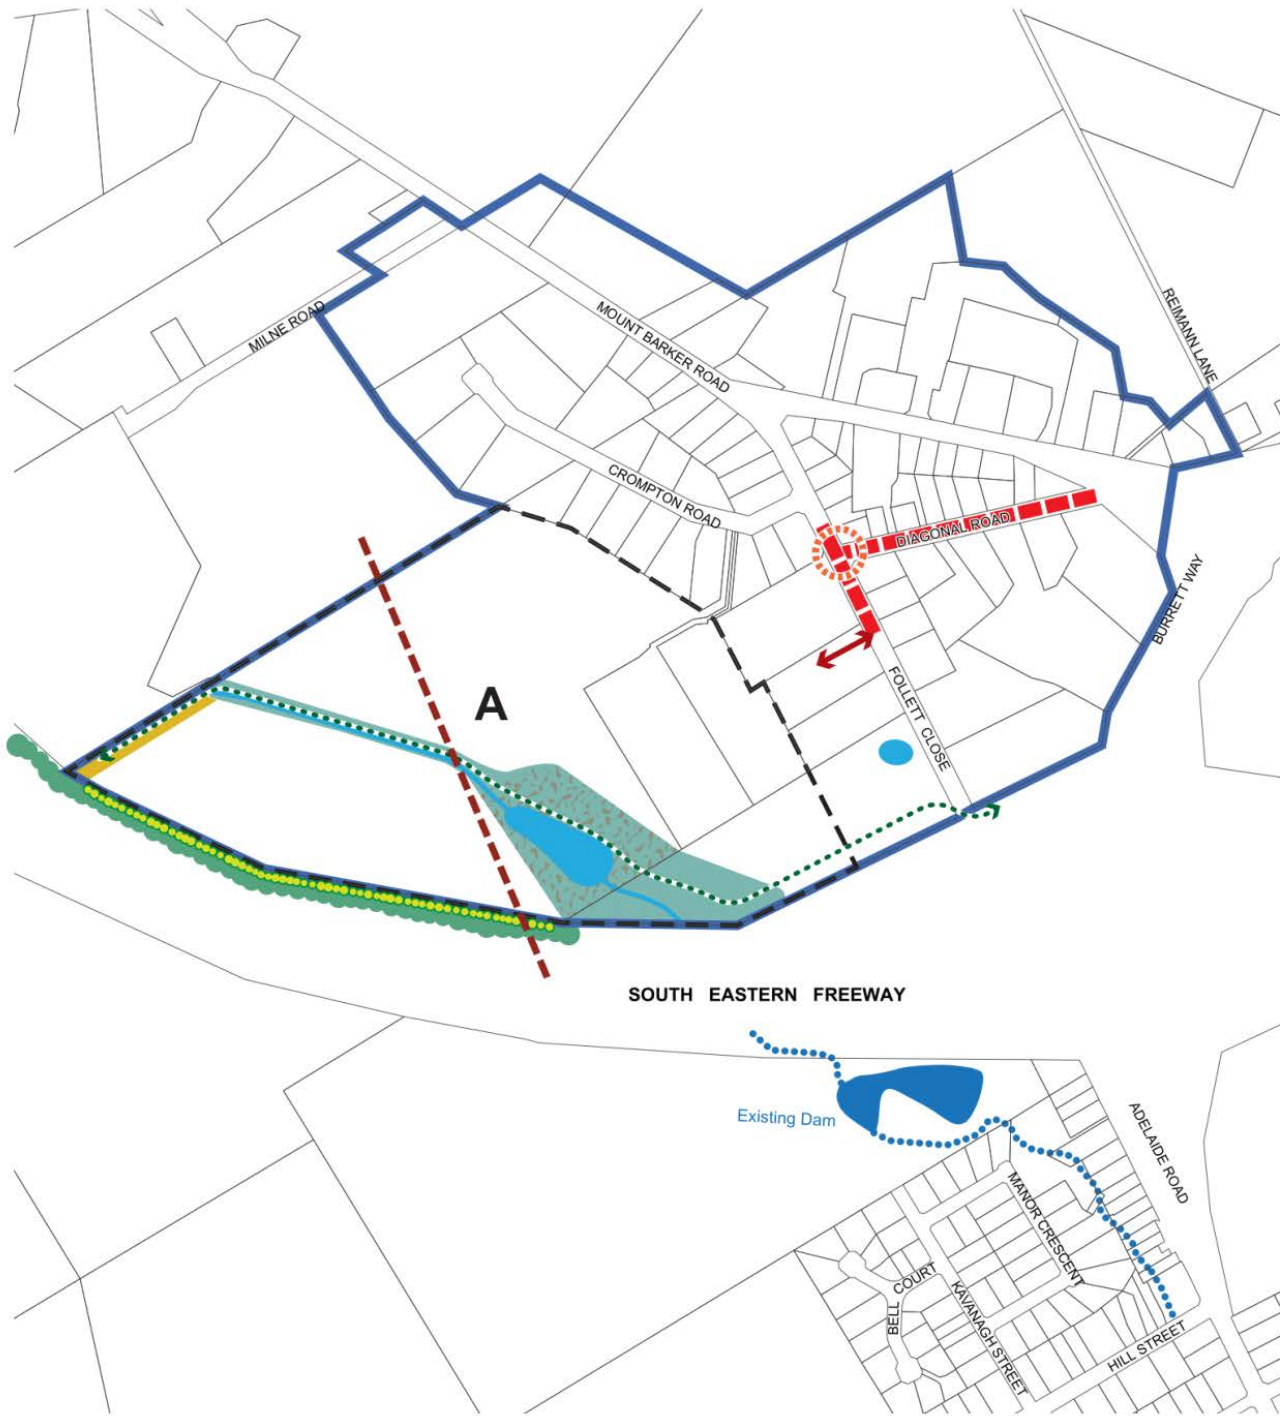 REIMANN LANE
MILNE ROAD
MOUNT BARKER ROAD
CROMPTON ROAD
DIAGONAL ROAD
BURRETT WAY
A
FOLLETT CLOSE
SOUTH EASTERN FREEWAY
Existing Dam
ADELAIDE ROAD
MANOR CRESCENT
BELL COURT
KAVANAGH STREET
HILL STREET